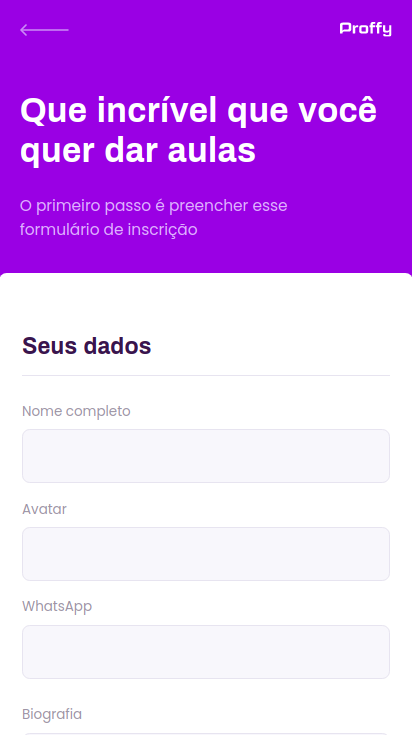 Proffy
Que incrível que você
quer dar aulas
O primeiro passo é preencher esse
formulário de inscrição
Seus dados
Nome completo
Avatar
WhatsApp
Biografia